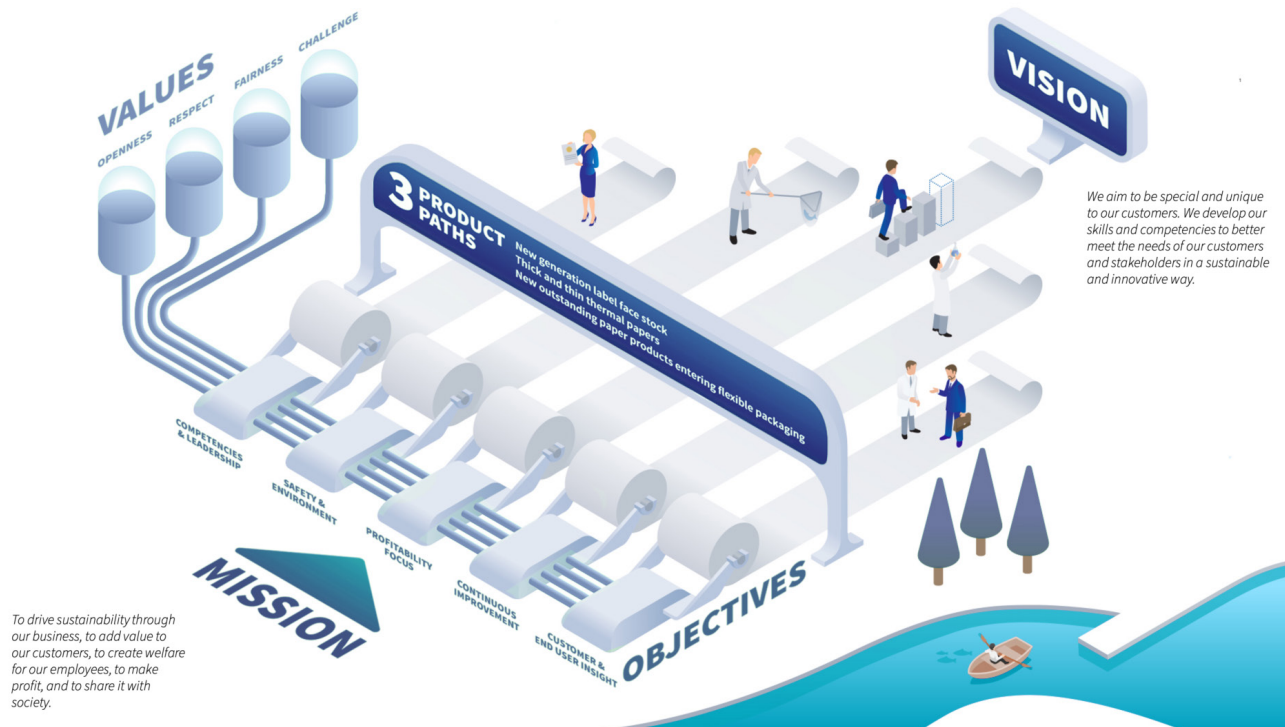 VALUES
OPENNESS
RESPECT
FAIRNESS
CHALLENGE
VISION
We aim to be special and unique
to our customers. We develop our
skills and competencies to better
meet the needs of our customers
and stakeholders in a sustainable
and innovative way.
3 PRODUCT
PATHS
New generation label face stock
Thick and thin thermal papers
New outstanding paper products entering flexible packaging
COMPETENCIES
& LEADERSHIP
SAFETY &
ENVIRONMENT
PROFITABILITY
FOCUS
CONTINUOUS
IMPROVEMENT
CUSTOMER &
END USER INSIGHT
OBJECTIVES
MISSION
To drive sustainability through
our business, to add value to
our customers, to create welfare
for our employees, to make
profit, and to share it with
society.